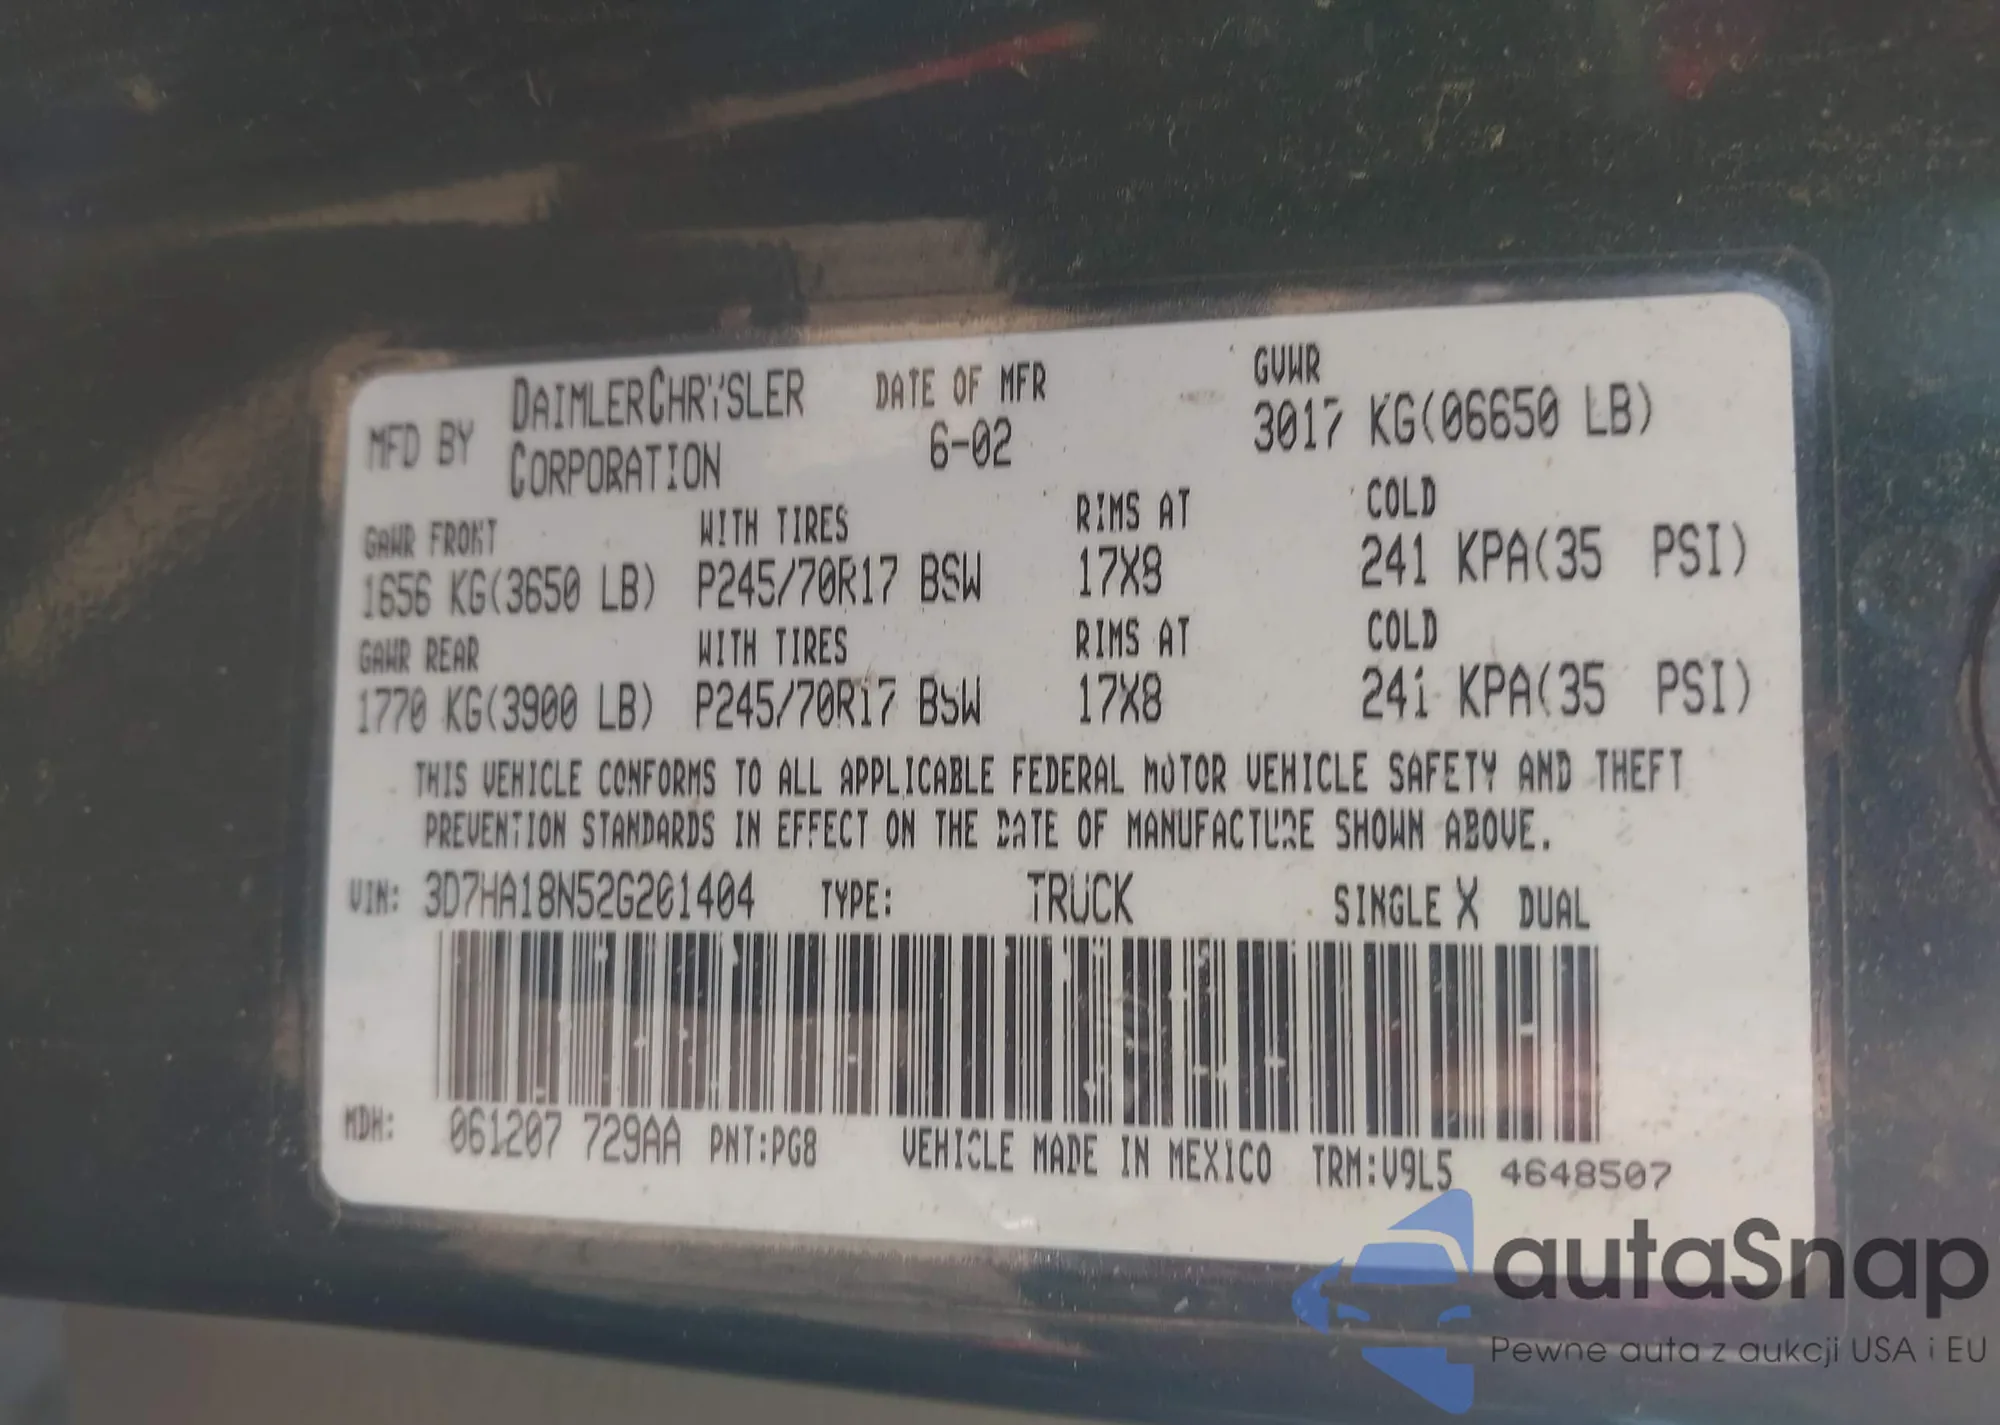 MFD BY DAIMLERCHRYSLER CORPORATION DATE OF MFR 6-02 GVWR 3017 KG(06650 LB)
GAWR FRONT WITH TIRES RIMS AT COLD
1656 KG(3650 LB) P245/70R17 BSW 17X8 241 KPA(35 PSI)
GAWR REAR WITH TIRES RIMS AT COLD
1770 KG(3900 LB) P245/70R17 BSW 17X8 241 KPA(35 PSI)
THIS VEHICLE CONFORMS TO ALL APPLICABLE FEDERAL MOTOR VEHICLE SAFETY AND THEFT
PREVENTION STANDARDS IN EFFECT ON THE DATE OF MANUFACTURE SHOWN ABOVE.
VIN: 3D7HA18N52G201404 TYPE: TRUCK SINGLE X DUAL
MDH: 061207 729AA PNT:PG8 VEHICLE MADE IN MEXICO TRM:V9L5 4648507
autaSnap
Pewne auta z aukcji USA i EU